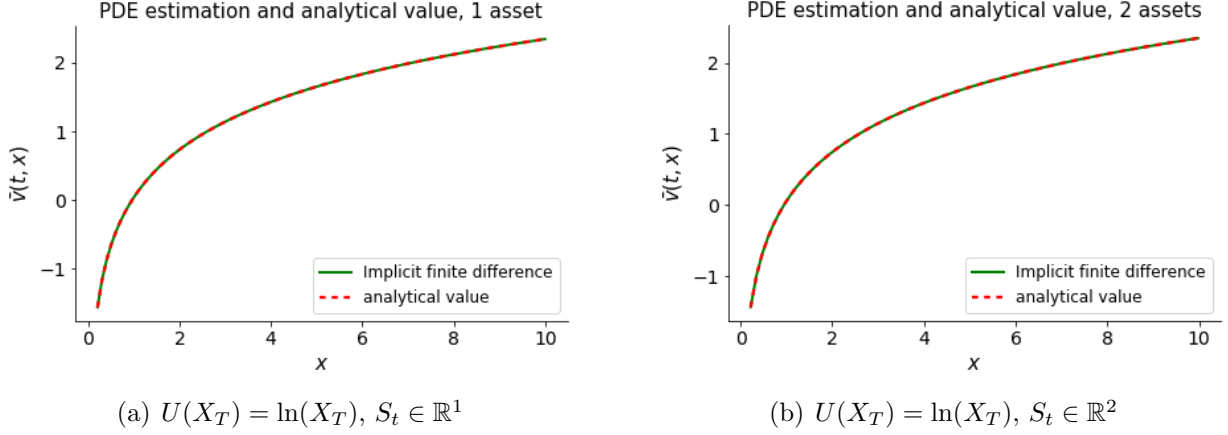 PDE estimation and analytical value, 1 asset
2
1
0
−1
ṽ(t, x)
Implicit finite difference
analytical value
0 2 4 6 8 10
x
(a) U(X_T) = ln(X_T), S_t ∈ ℝ^1
PDE estimation and analytical value, 2 assets
2
1
0
−1
ṽ(t, x)
Implicit finite difference
analytical value
0 2 4 6 8 10
x
(b) U(X_T) = ln(X_T), S_t ∈ ℝ^2